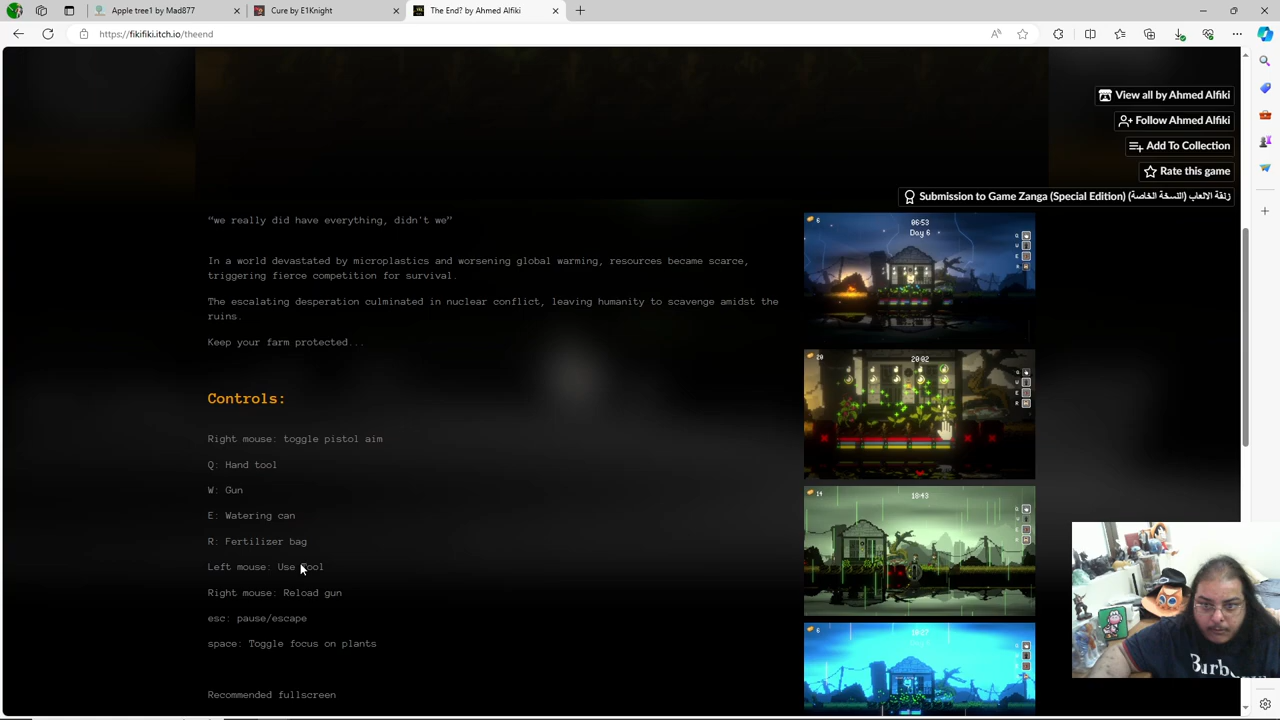 Apple tree1 by Mad877
Cure by E1Knight
The End? by Ahmed Alfiki
https://fikifiki.itch.io/theend
View all by Ahmed Alfiki
Follow Ahmed Alfiki
Add To Collection
Rate this game
Submission to Game Zanga (Special Edition) زنقة الالعاب (النسخة الخاصة)
“we really did have everything, didn't we”
In a world devastated by microplastics and worsening global warming, resources became scarce,
triggering fierce competition for survival.
The escalating desperation culminated in nuclear conflict, leaving humanity to scavenge amidst the
ruins.
Keep your farm protected...
Controls:
Right mouse: toggle pistol aim
Q: Hand tool
W: Gun
E: Watering can
R: Fertilizer bag
Left mouse: Use Tool
Right mouse: Reload gun
esc: pause/escape
space: Toggle focus on plants
Recommended fullscreen
6
06:53
Day 6
Q
W
E
R
20
20:02
Q
W
E
R
14
18:43
Q
W
E
R
6
Burb